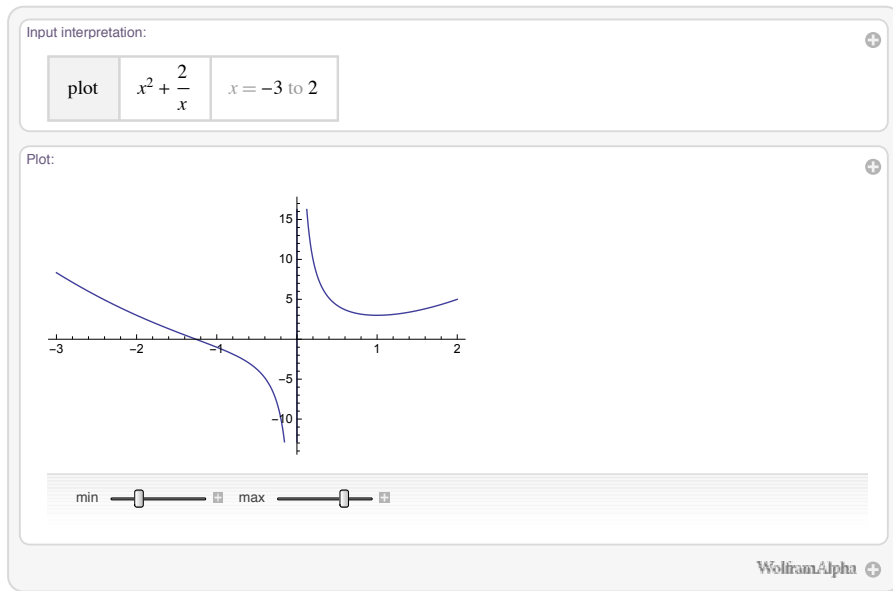 Input interpretation:
plot x² + 2/x x = −3 to 2
Plot:
15
10
5
−3 −2 −1 1 2
−5
−10
min max
WolframAlpha